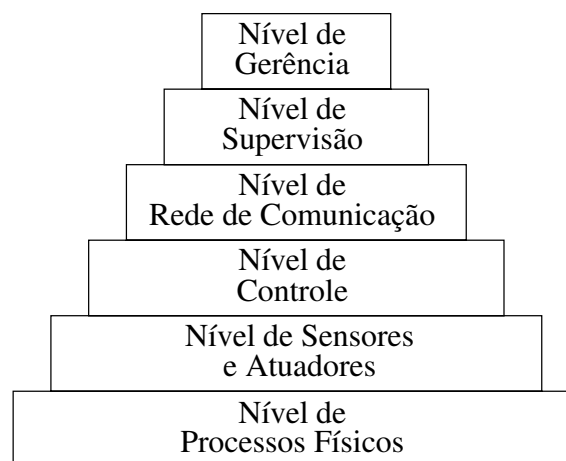 Nível de
Gerência
Nível de
Supervisão
Nível de
Rede de Comunicação
Nível de
Controle
Nível de Sensores
e Atuadores
Nível de
Processos Físicos